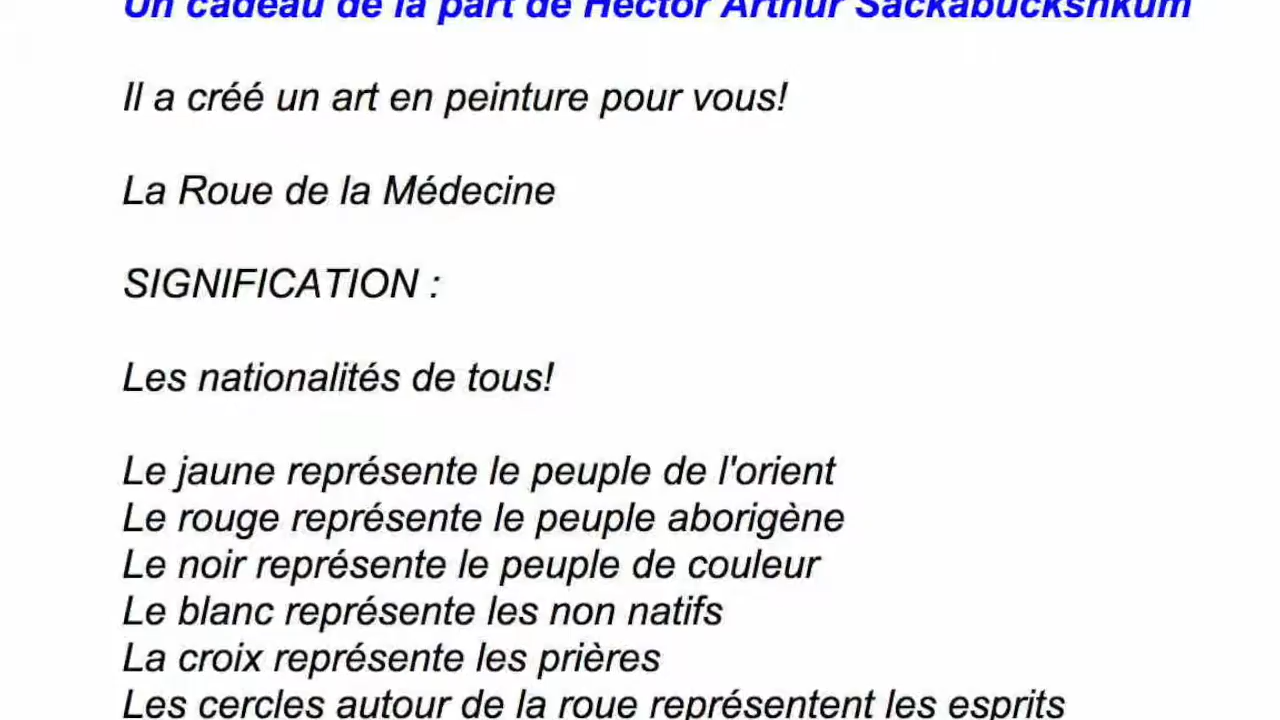 Un cadeau de la part de Hector Arthur Sackabuckshkum
Il a créé un art en peinture pour vous!
La Roue de la Médecine
SIGNIFICATION :
Les nationalités de tous!
Le jaune représente le peuple de l'orient
Le rouge représente le peuple aborigène
Le noir représente le peuple de couleur
Le blanc représente les non natifs
La croix représente les prières
Les cercles autour de la roue représentent les esprits